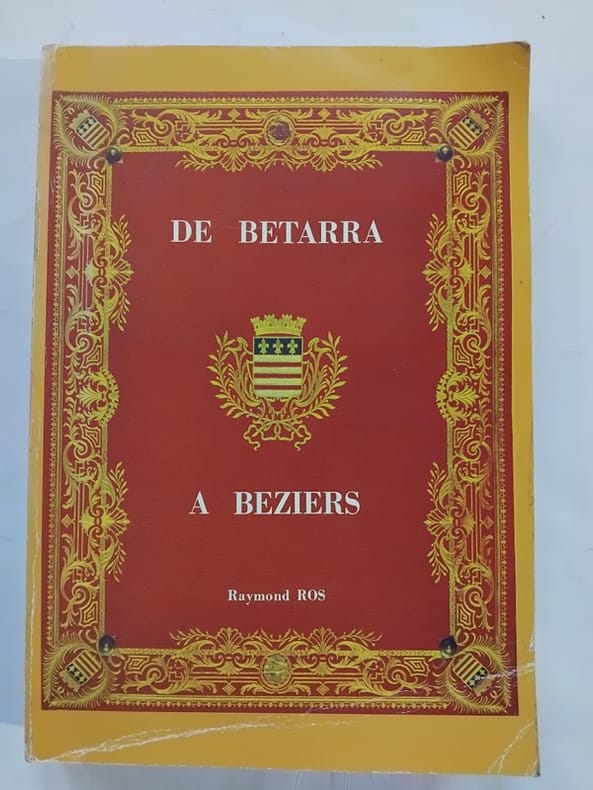 DE BETARRA
A BEZIERS
Raymond ROS